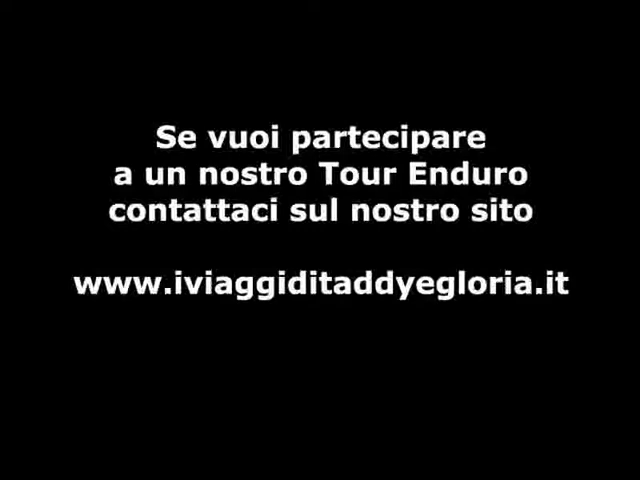 Se vuoi partecipare
a un nostro Tour Enduro
contattaci sul nostro sito
www.iviaggiditaddyegloria.it